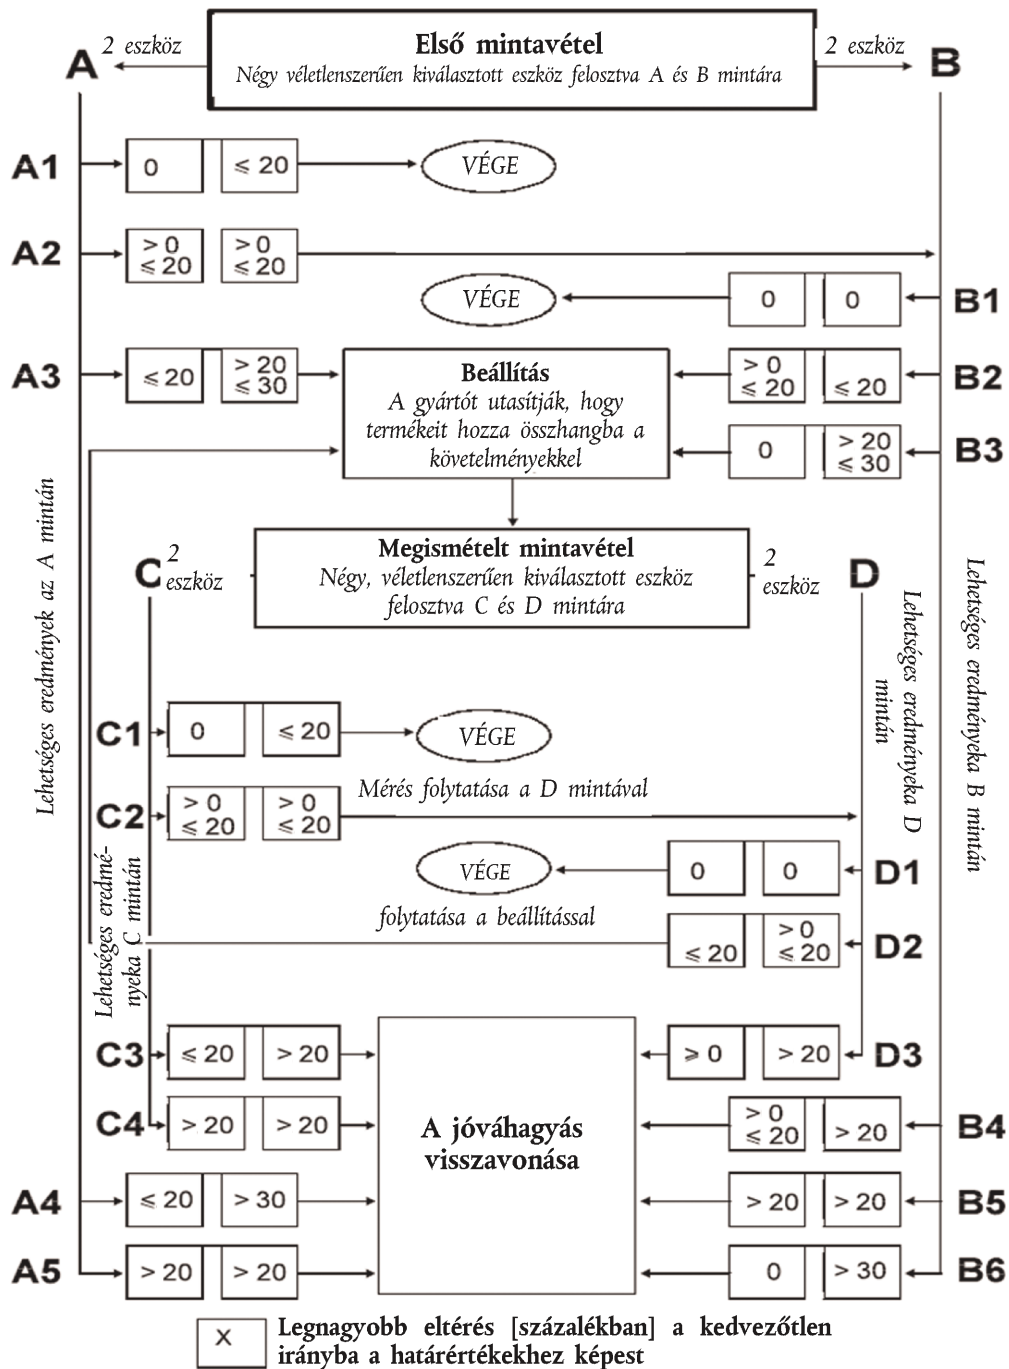 Első mintavétel
Négy véletlenszerűen kiválasztott eszköz felosztva A és B mintára
A
2 eszköz
2 eszköz
B
A1
0
≤ 20
VÉGE
A2
> 0
≤ 20
> 0
≤ 20
VÉGE
0
0
B1
A3
≤ 20
> 20
≤ 30
Beállítás
A gyártót utasítják, hogy
termékeit hozza összhangba a
követelményekkel
> 0
≤ 20
≤ 20
B2
0
> 20
≤ 30
B3
Lehetséges eredmények az A mintán
C
2
eszköz
Megismételt mintavétel
Négy, véletlenszerűen kiválasztott eszköz
felosztva C és D mintára
2
eszköz
D
Lehetséges eredményeka D
mintán
Lehetséges eredményeka B mintán
C1
0
≤ 20
VÉGE
Mérés folytatása a D mintával
C2
> 0
≤ 20
> 0
≤ 20
Lehetséges eredmé-
nyeka C mintán
VÉGE
0
0
D1
folytatása a beállítással
≤ 20
> 0
≤ 20
D2
C3
≤ 20
> 20
A jóváhagyás
visszavonása
≥ 0
> 20
D3
C4
> 20
> 20
> 0
≤ 20
> 20
B4
A4
≤ 20
> 30
> 20
> 20
B5
A5
> 20
> 20
0
> 30
B6
X
Legnagyobb eltérés [százalékban] a kedvezőtlen
irányba a határértékekhez képest